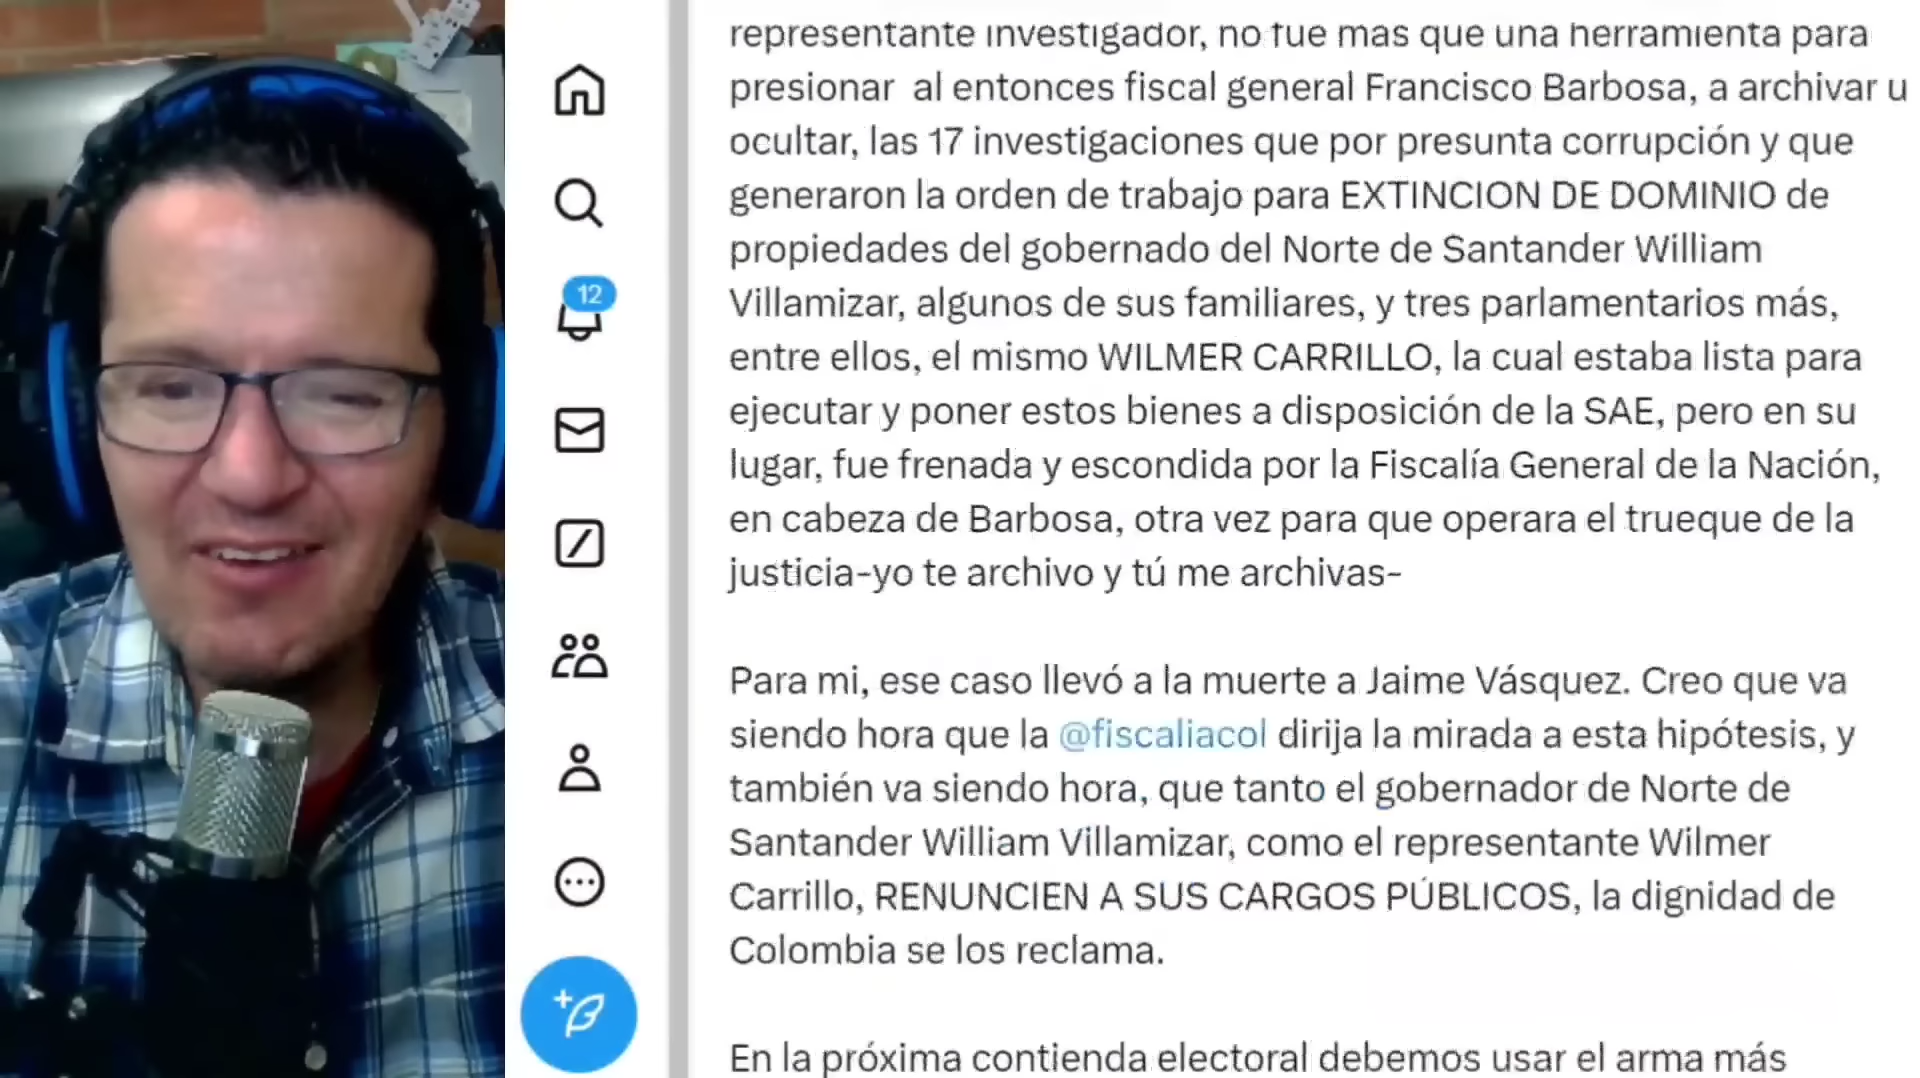 representante investigador, no fue mas que una herramienta para
presionar al entonces fiscal general Francisco Barbosa, a archivar u
ocultar, las 17 investigaciones que por presunta corrupción y que
generaron la orden de trabajo para EXTINCION DE DOMINIO de
propiedades del gobernado del Norte de Santander William
Villamizar, algunos de sus familiares, y tres parlamentarios más,
entre ellos, el mismo WILMER CARRILLO, la cual estaba lista para
ejecutar y poner estos bienes a disposición de la SAE, pero en su
lugar, fue frenada y escondida por la Fiscalía General de la Nación,
en cabeza de Barbosa, otra vez para que operara el trueque de la
justicia-yo te archivo y tú me archivas-
Para mi, ese caso llevó a la muerte a Jaime Vásquez. Creo que va
siendo hora que la @fiscaliacol dirija la mirada a esta hipótesis, y
también va siendo hora, que tanto el gobernador de Norte de
Santander William Villamizar, como el representante Wilmer
Carrillo, RENUNCIEN A SUS CARGOS PÚBLICOS, la dignidad de
Colombia se los reclama.
En la próxima contienda electoral debemos usar el arma más
12